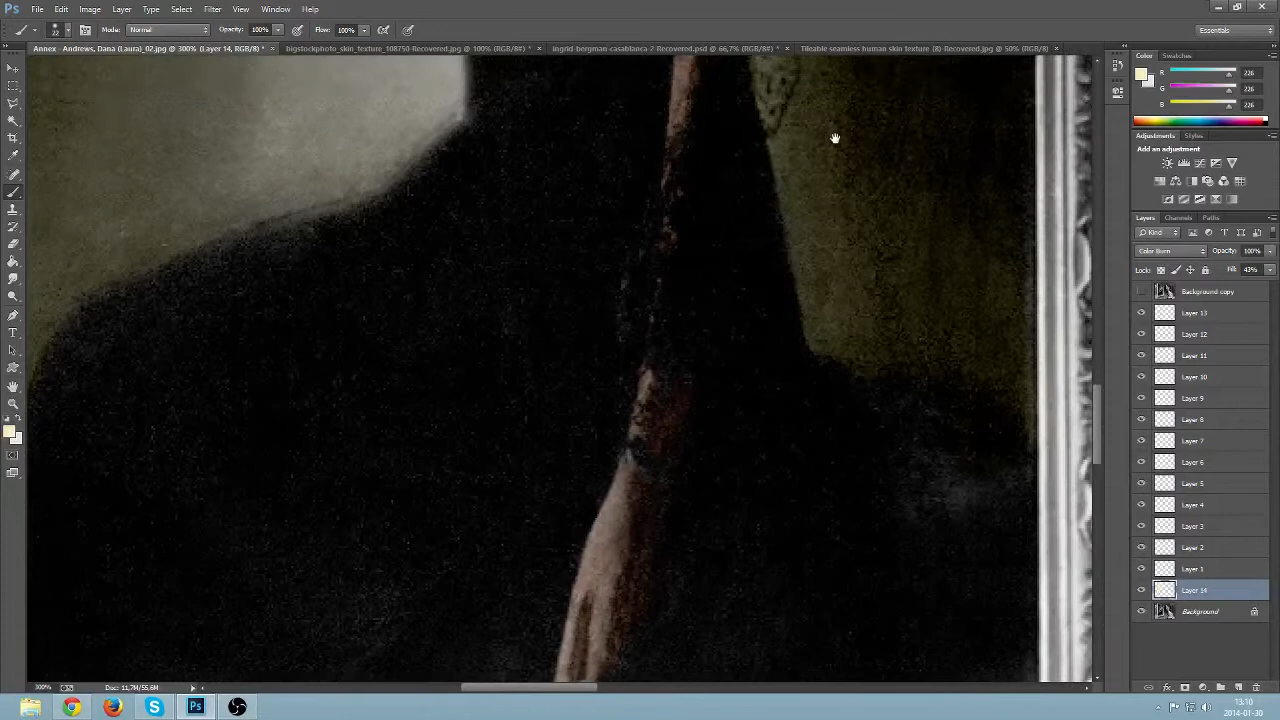 Ps File Edit Image Layer Type Select Filter View Window Help
22 Mode: Normal Opacity: 100% Flow: 100% Essentials
Annex - Andrews, Dana (Laura)_02.jpg @ 300% (Layer 14, RGB/8) * × bigstockphoto_skin_texture_108750-Recovered.jpg @ 100% (RGB/8#) * × ingrid-bergman-casablanca-2-Recovered.psd @ 66,7% (RGB/8#) * × Tileable seamless human skin texture (8)-Recovered.jpg @ 50% (RGB/8) ×
Color Swatches
R 226
G 226
B 226
Adjustments Styles
Add an adjustment
Layers Channels Paths
Kind
Color Burn Opacity: 100%
Lock: Fill: 43%
Background copy
Layer 13
Layer 12
Layer 11
Layer 10
Layer 9
Layer 8
Layer 7
Layer 6
Layer 5
Layer 4
Layer 3
Layer 2
Layer 1
Layer 14
Background
300% Doc: 11,7M/55,6M
Ps 13:10
2014-01-30